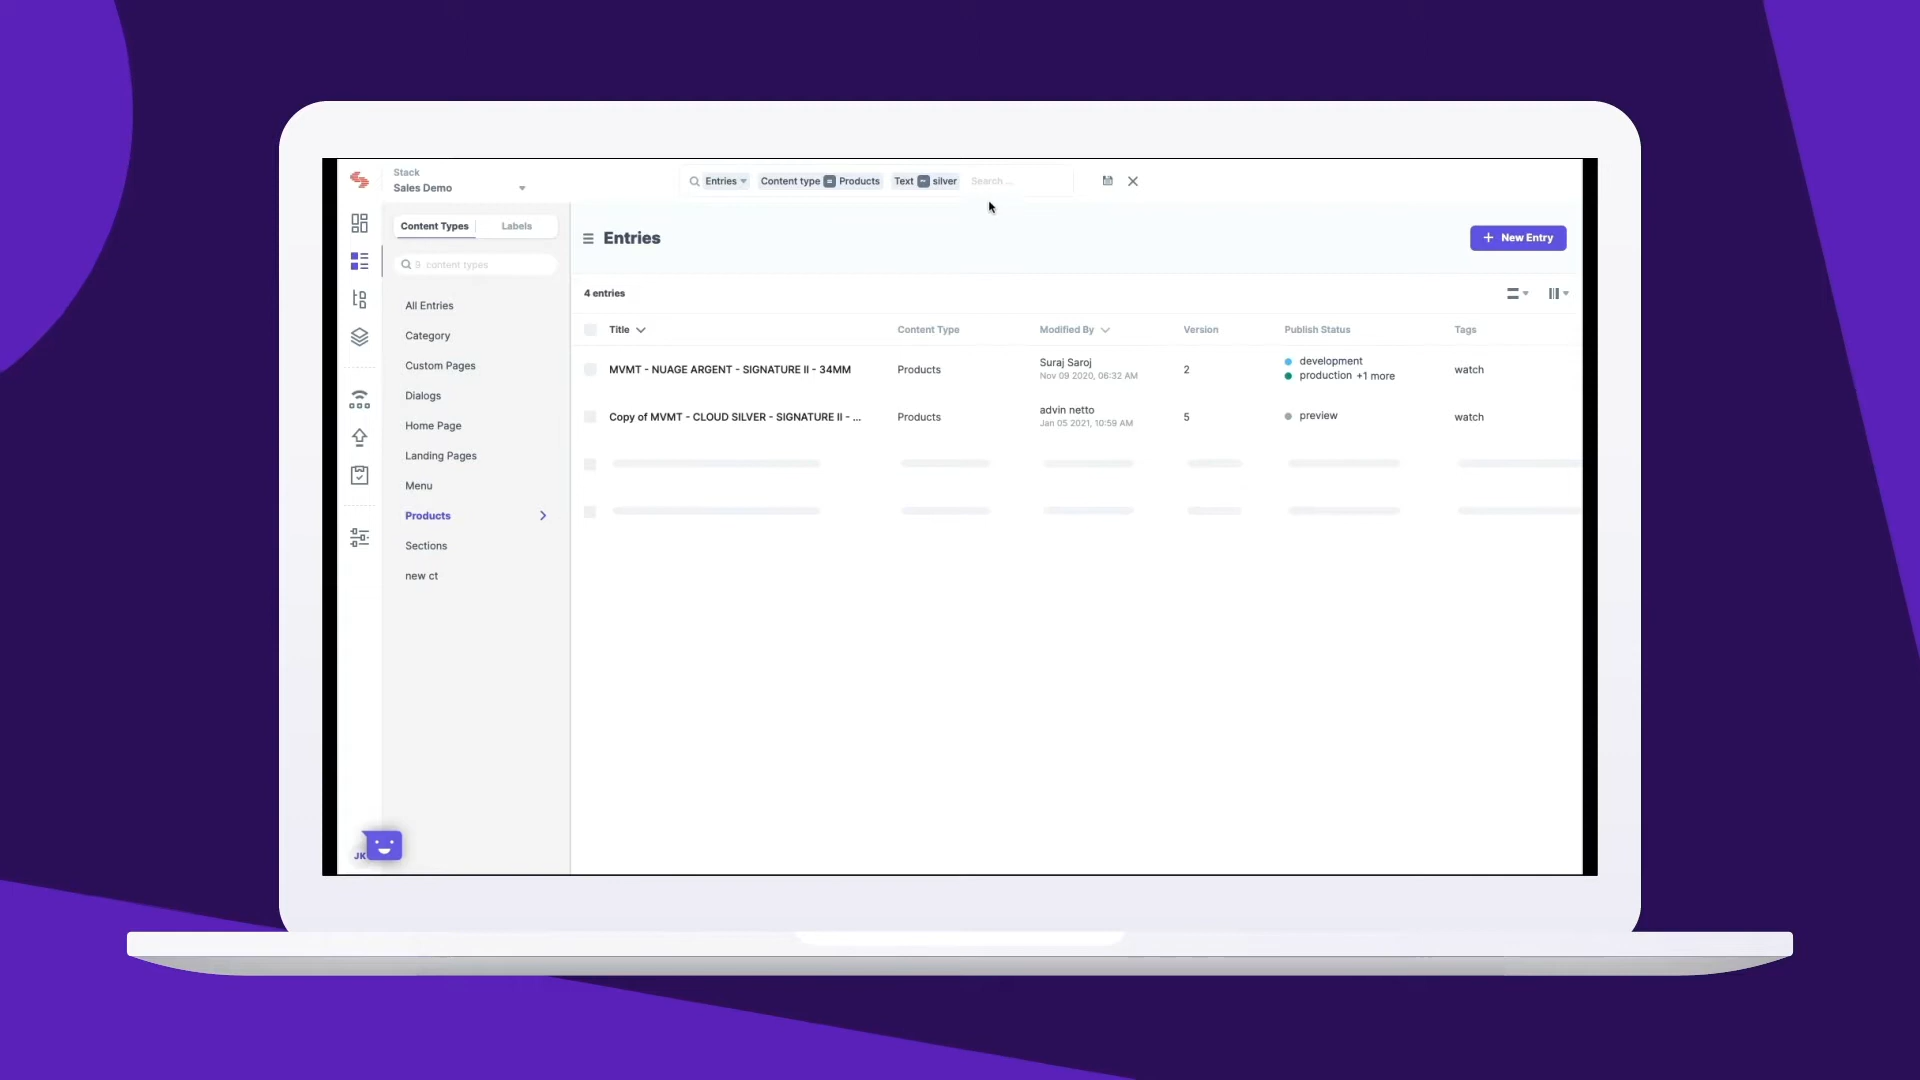 Stack
Sales Demo
Entries Content type = Products Text ~ silver Search ...
Content Types Labels
9 content types
All Entries
Category
Custom Pages
Dialogs
Home Page
Landing Pages
Menu
Products
Sections
new ct
JK
Entries
+ New Entry
4 entries
Title Content Type Modified By Version Publish Status Tags
MVMT - NUAGE ARGENT - SIGNATURE II - 34MM Products Suraj Saroj 2 development watch
Nov 09 2020, 06:32 AM production +1 more
Copy of MVMT - CLOUD SILVER - SIGNATURE II - ... Products advin netto 5 preview watch
Jan 05 2021, 10:59 AM